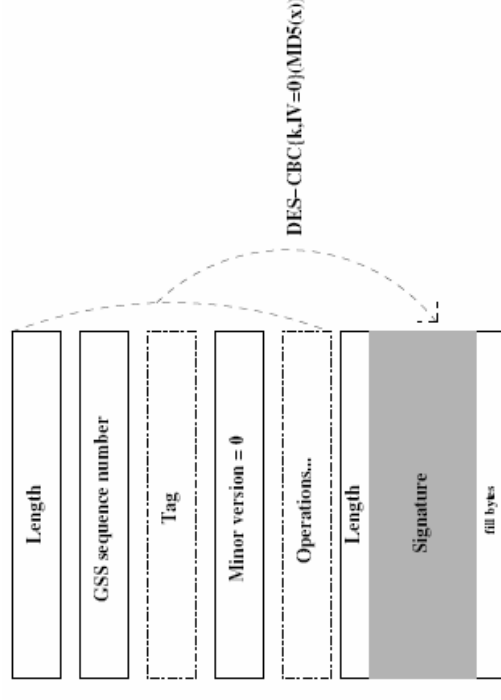 Length
GSS sequence number
Tag
Minor version = 0
Operations...
Length
Signature
fill bytes
DES-CBC{k,IV=0}(MD5(x)